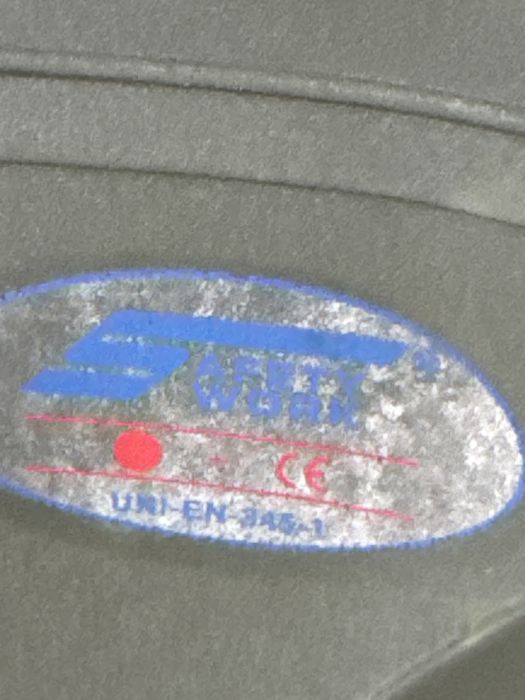 SAFETY
WORK
CE
UNI-EN-345-1